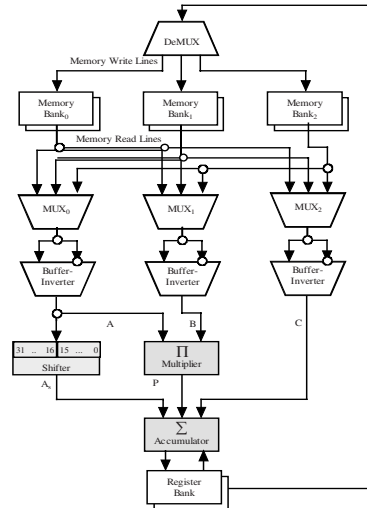 DeMUX
Memory Write Lines
Memory Bank0
Memory Bank1
Memory Bank2
Memory Read Lines
MUX0
MUX1
MUX2
Buffer-
Inverter
Buffer-
Inverter
Buffer-
Inverter
A
B
C
31 .. 16 15 ... 0
Shifter
Π
Multiplier
As
P
Σ
Accumulator
Register
Bank